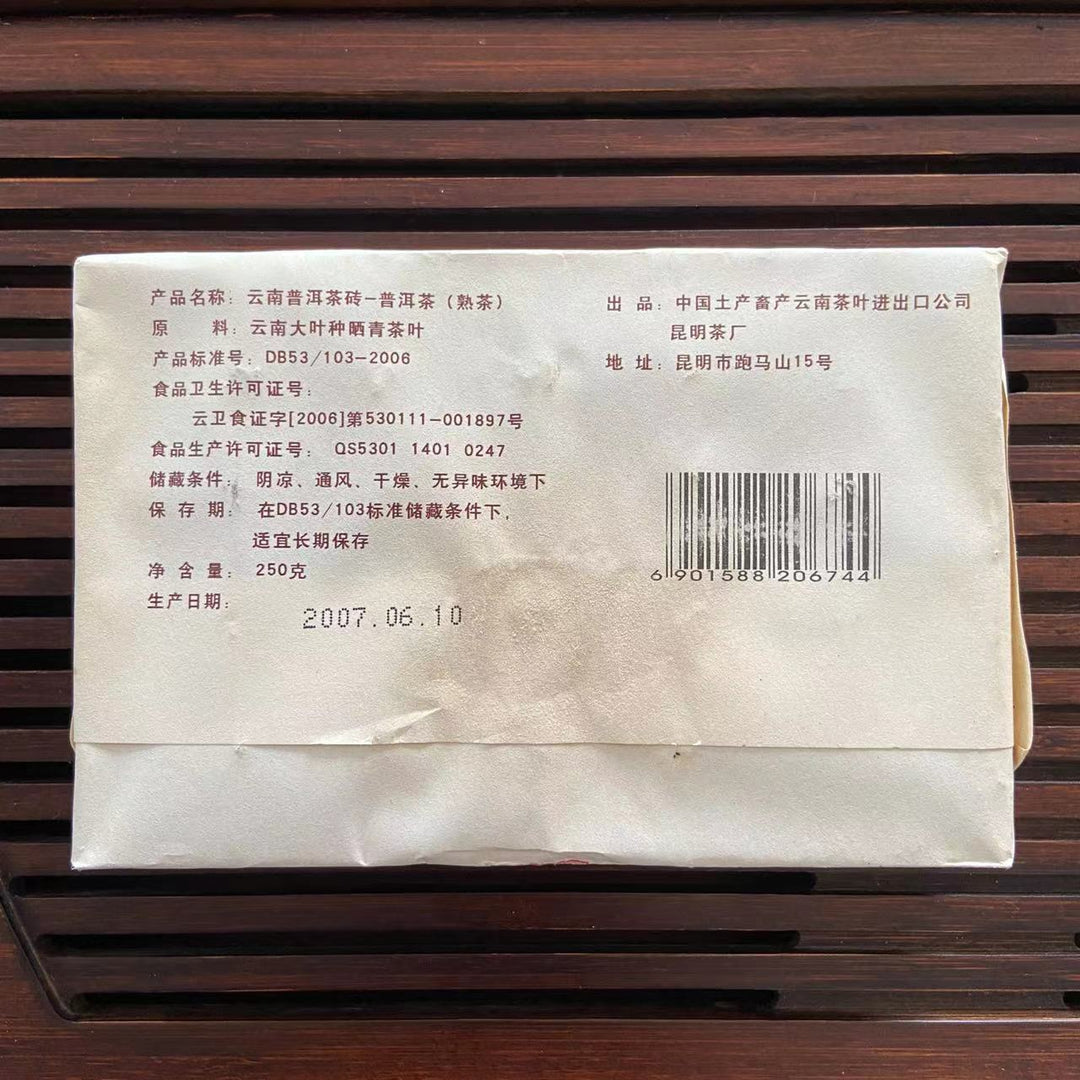 产品名称：云南普洱茶砖-普洱茶（熟茶）
原 料：云南大叶种晒青茶叶
产品标准号：DB53/103-2006
食品卫生许可证号：
云卫食证字[2006]第530111-001897号
食品生产许可证号： QS5301 1401 0247
储藏条件： 阴凉、通风、干燥、无异味环境下
保 存 期： 在DB53/103标准储藏条件下，
适宜长期保存
净 含 量： 250克
生产日期：
2007.06.10
出 品：中国土产畜产云南茶叶进出口公司
昆明茶厂
地 址：昆明市跑马山15号
6 901588 206744